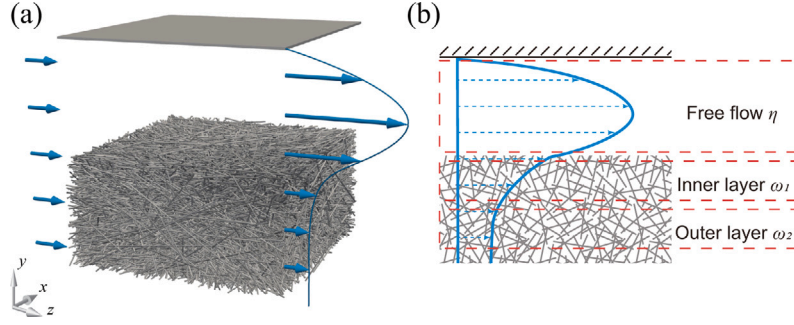 (a)
(b)
Free flow η
Inner layer ω₁
Outer layer ω₂
y
x
z